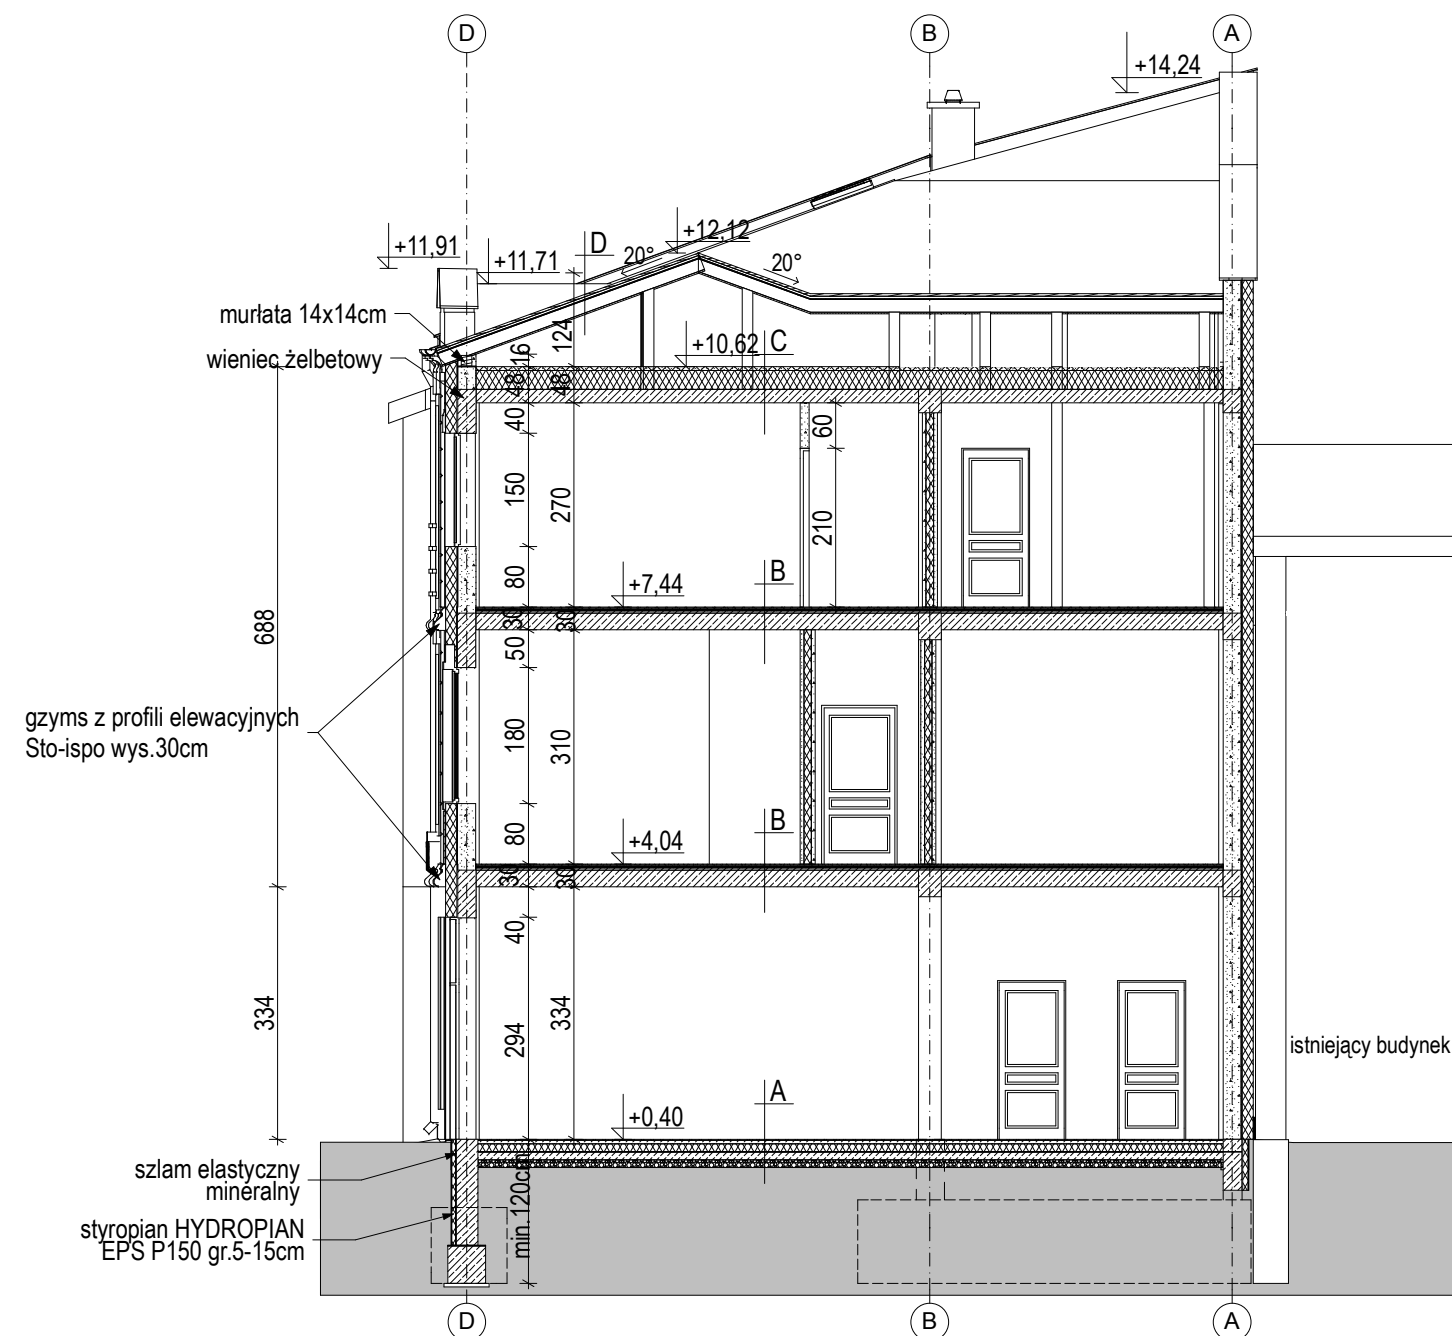 D
B
A
+14,24
+11,91
+11,71
D
20°
+12,12
20°
murłata 14x14cm
wieniec żelbetowy
124
16
+10,62
C
48
48
40
60
150
270
210
80
+7,44
B
30
30
688
50
gzyms z profili elewacyjnych
Sto-ispo wys.30cm
180
310
80
+4,04
B
30
30
40
334
294
334
istniejący budynek
+0,40
A
szlam elastyczny
mineralny
styropian HYDROPIAN
EPS P150 gr.5-15cm
min.120cm
D
B
A